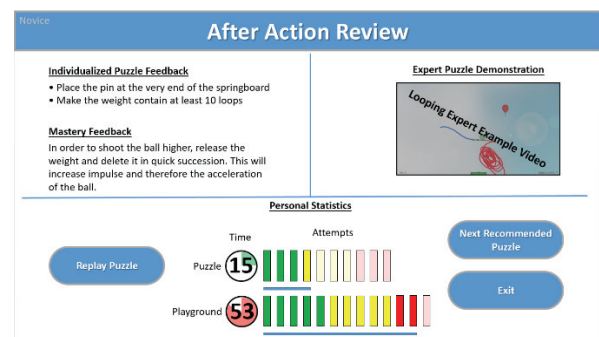 Novice
After Action Review
Individualized Puzzle Feedback
• Place the pin at the very end of the springboard
• Make the weight contain at least 10 loops
Mastery Feedback
In order to shoot the ball higher, release the
weight and delete it in quick succession. This will
increase impulse and therefore the acceleration
of the ball.
Expert Puzzle Demonstration
Looping Expert Example Video
Personal Statistics
Time
Attempts
Replay Puzzle
Puzzle
15
Playground
53
Next Recommended
Puzzle
Exit